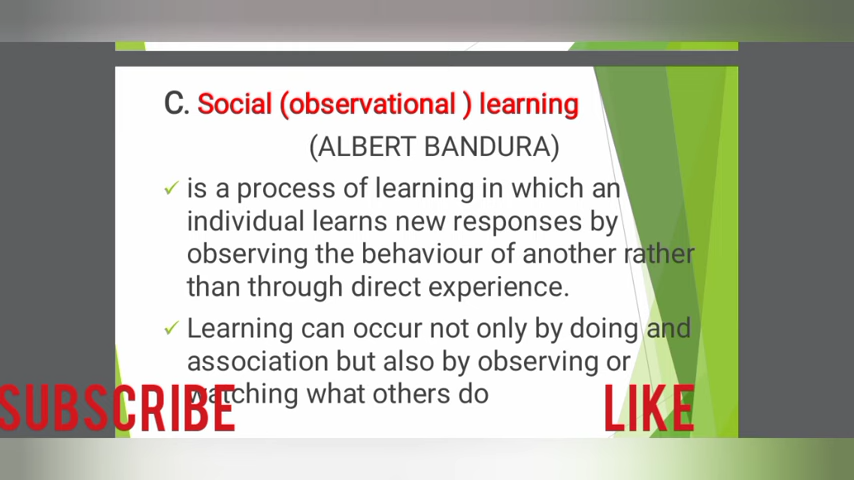 C. Social (observational ) learning
(ALBERT BANDURA)
✓ is a process of learning in which an
individual learns new responses by
observing the behaviour of another rather
than through direct experience.
✓ Learning can occur not only by doing and
association but also by observing or
watching what others do
SUBSCRIBE
LIKE